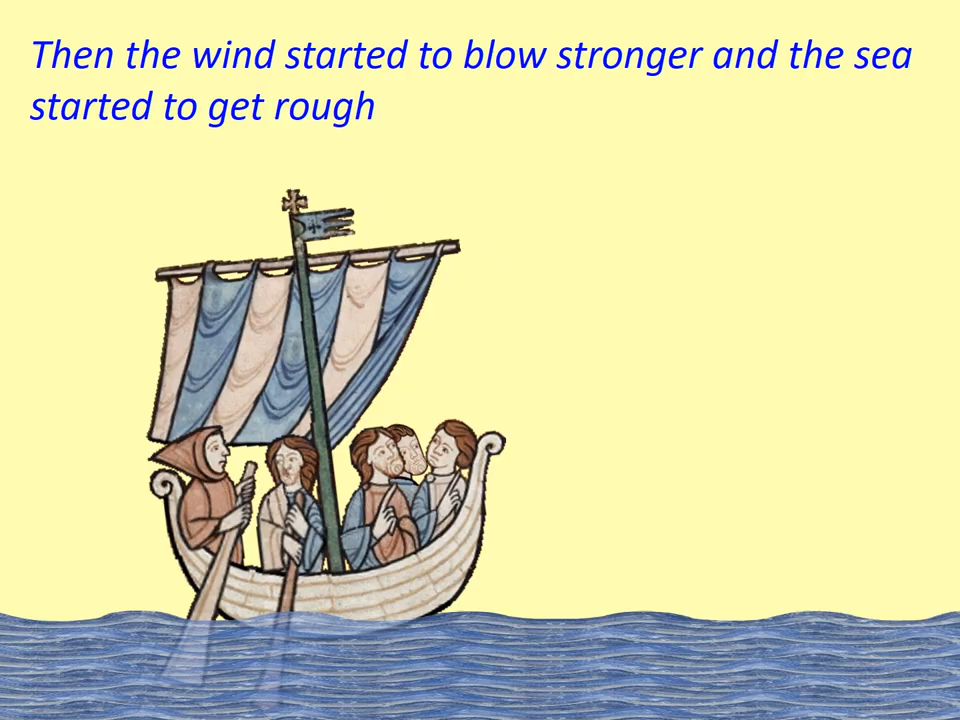 Then the wind started to blow stronger and the sea
started to get rough